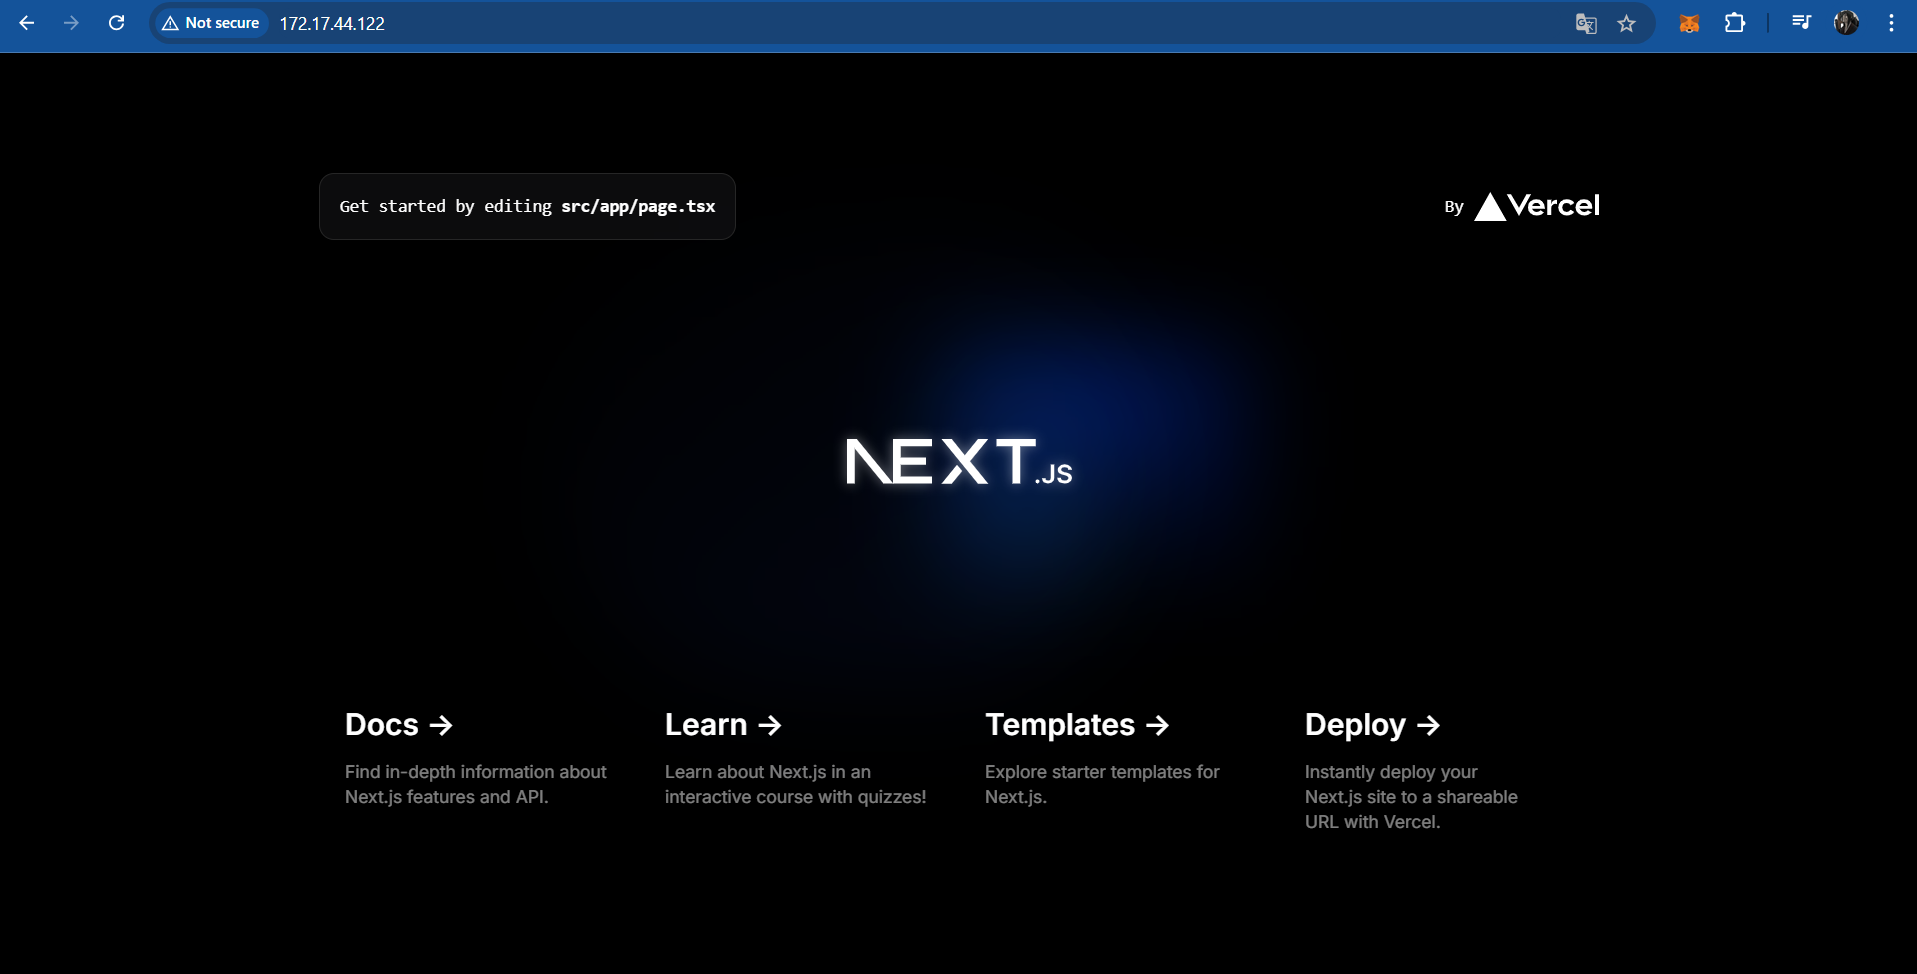 Not secure 172.17.44.122
Get started by editing src/app/page.tsx
By Vercel
NEXT.JS
Docs →
Find in-depth information about
Next.js features and API.
Learn →
Learn about Next.js in an
interactive course with quizzes!
Templates →
Explore starter templates for
Next.js.
Deploy →
Instantly deploy your
Next.js site to a shareable
URL with Vercel.